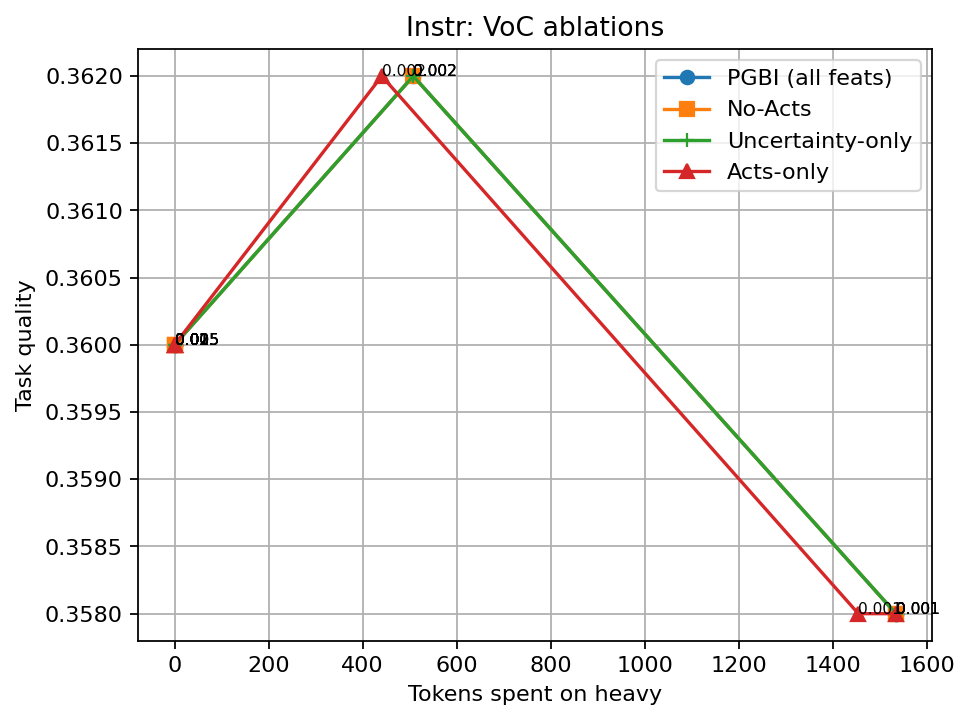 Instr: VoC ablations
PGBI (all feats)
No-Acts
Uncertainty-only
Acts-only
0.3620
0.3615
0.3610
0.3605
0.3600
0.3595
0.3590
0.3585
0.3580
0.002
0.001
0 200 400 600 800 1000 1200 1400 1600
Task quality
Tokens spent on heavy